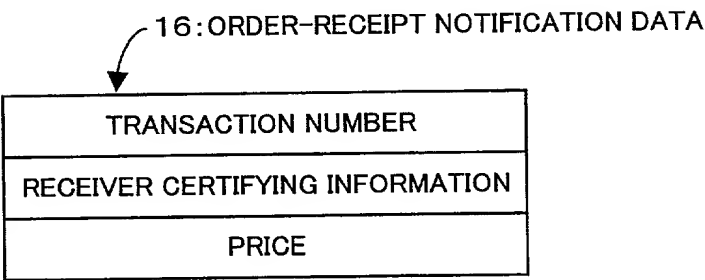 16:ORDER-RECEIPT NOTIFICATION DATA
TRANSACTION NUMBER
RECEIVER CERTIFYING INFORMATION
PRICE